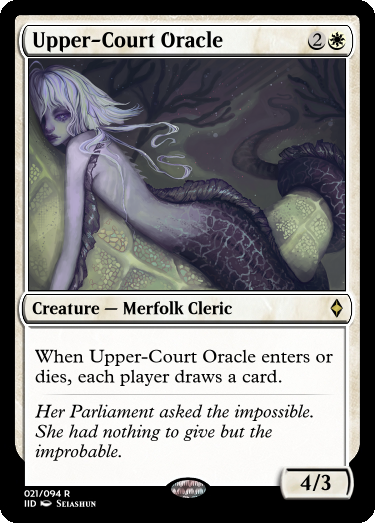 Upper-Court Oracle 2
Creature — Merfolk Cleric
When Upper-Court Oracle enters or
dies, each player draws a card.
Her Parliament asked the impossible.
She had nothing to give but the
improbable.
4/3
021/094 R
IID Seiashun